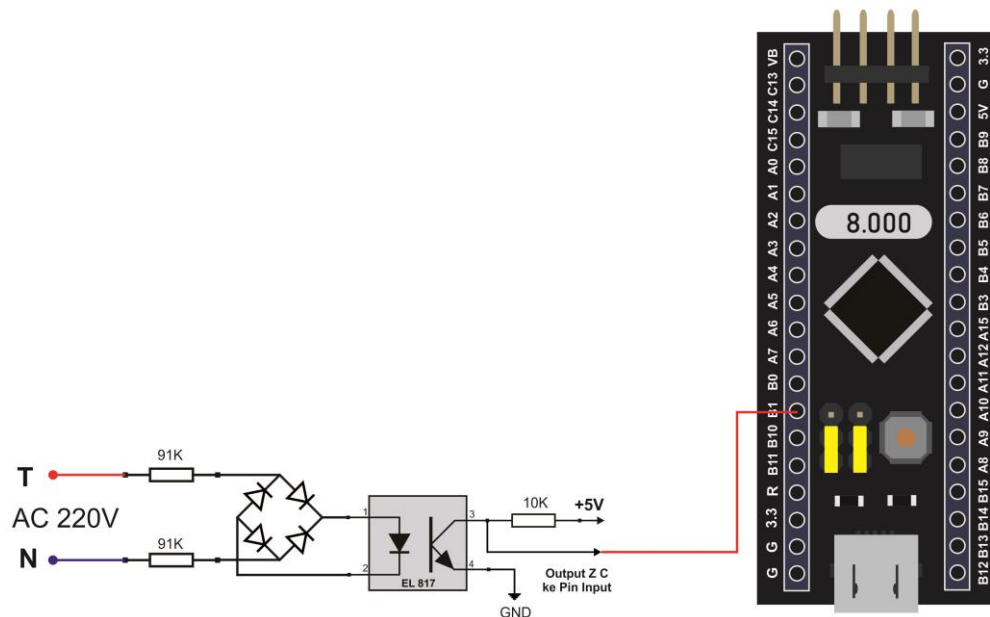 VB
C13
C14
C15
A0
A1
A2
A3
A4
A5
A6
A7
B0
B1
B10
B11
R
3.3
G
G
8.000
3.3
G
5V
B9
B8
B7
B6
B5
B4
B3
A15
A12
A11
A10
A9
A8
B15
B14
B13
B12
T
91K
AC 220V
N
91K
1
2
3
4
EL 817
10K
+5V
Output Z C
ke Pin Input
GND